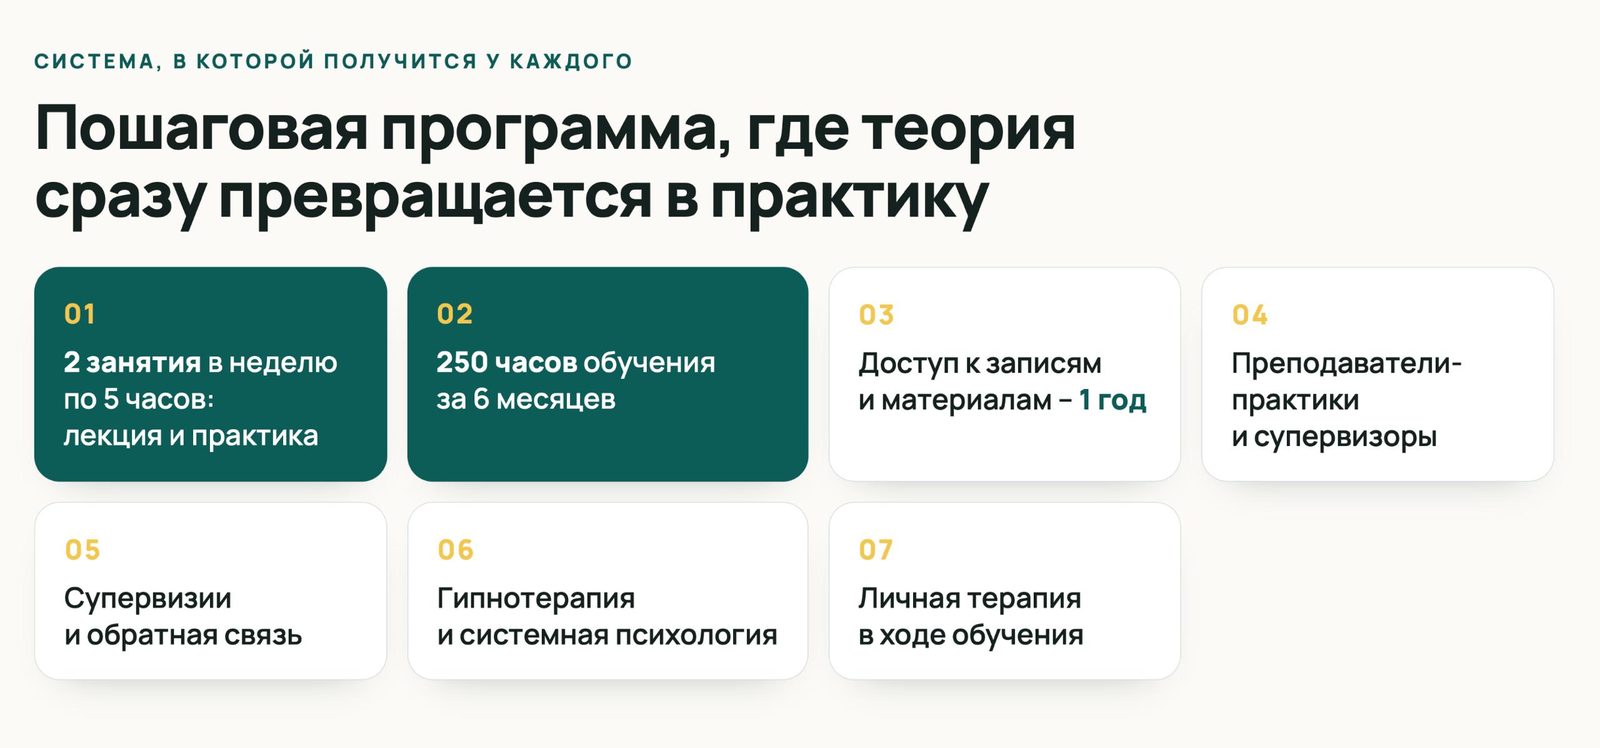 СИСТЕМА, В КОТОРОЙ ПОЛУЧИТСЯ У КАЖДОГО
Пошаговая программа, где теория
сразу превращается в практику
01
2 занятия в неделю
по 5 часов:
лекция и практика
02
250 часов обучения
за 6 месяцев
03
Доступ к записям
и материалам – 1 год
04
Преподаватели-
практики
и супервизоры
05
Супервизии
и обратная связь
06
Гипнотерапия
и системная психология
07
Личная терапия
в ходе обучения